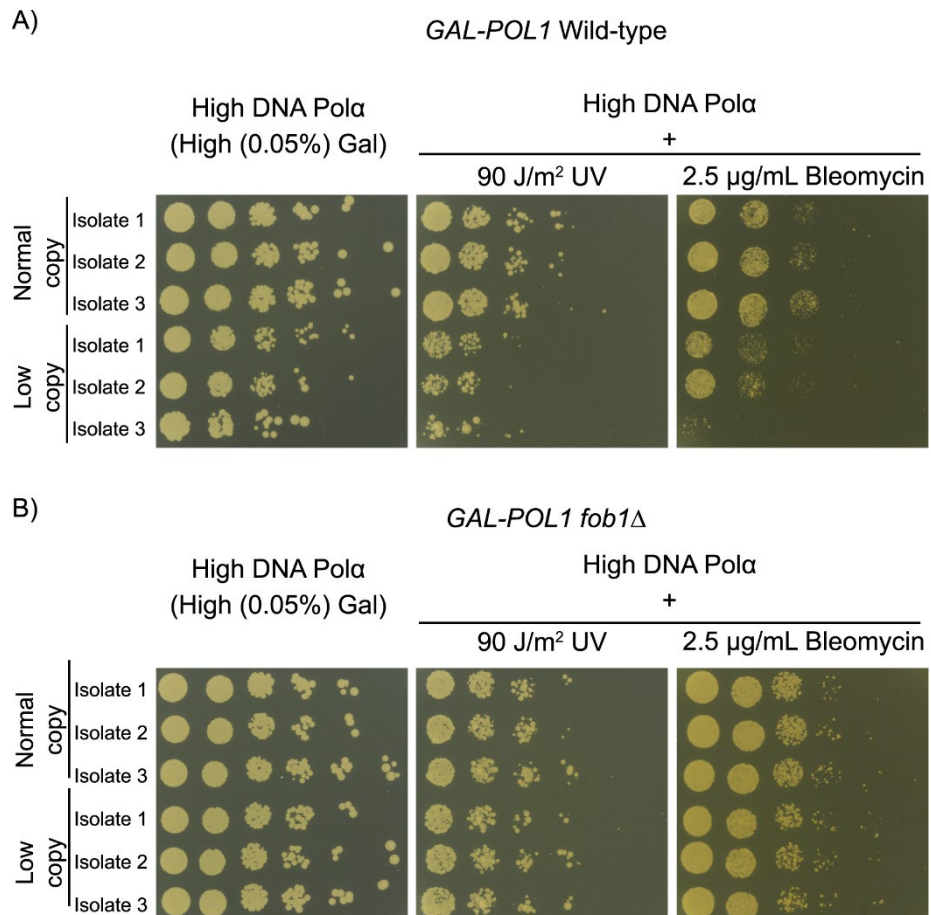 A)
GAL-POL1 Wild-type
High DNA Polα
(High (0.05%) Gal)
High DNA Polα
+
90 J/m² UV
2.5 µg/mL Bleomycin
Normal
copy
Isolate 1
Isolate 2
Isolate 3
Low
copy
Isolate 1
Isolate 2
Isolate 3
B)
GAL-POL1 fob1Δ
High DNA Polα
(High (0.05%) Gal)
High DNA Polα
+
90 J/m² UV
2.5 µg/mL Bleomycin
Normal
copy
Isolate 1
Isolate 2
Isolate 3
Low
copy
Isolate 1
Isolate 2
Isolate 3